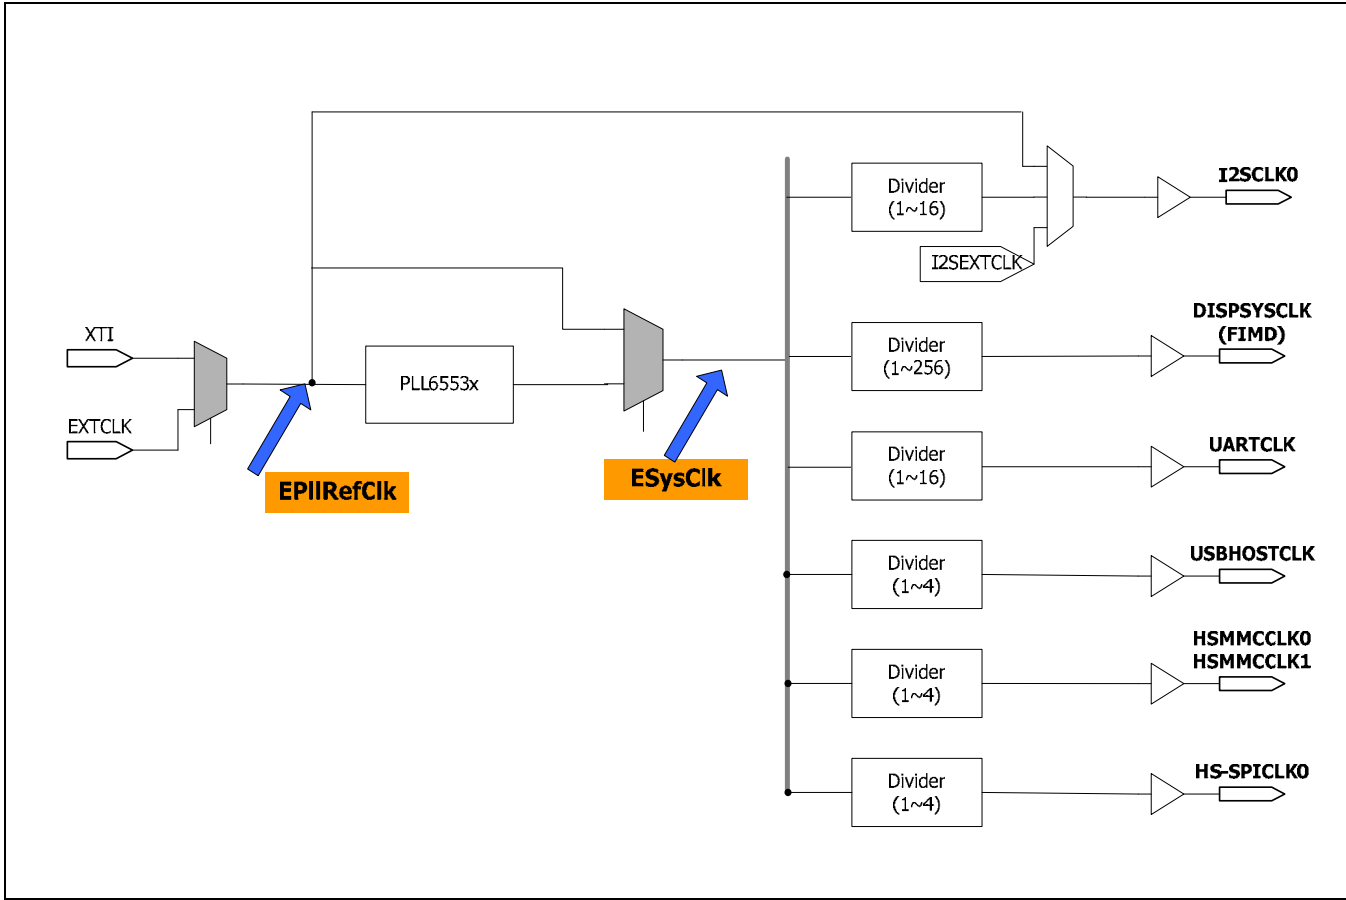 I2SCLK0
Divider
(1~16)
I2SEXTCLK
DISPSYSCLK
(FIMD)
Divider
(1~256)
XTI
PLL6553x
EXTCLK
EPllRefClk
ESysClk
UARTCLK
Divider
(1~16)
USBHOSTCLK
Divider
(1~4)
HSMMCCLK0
HSMMCCLK1
Divider
(1~4)
HS-SPICLK0
Divider
(1~4)